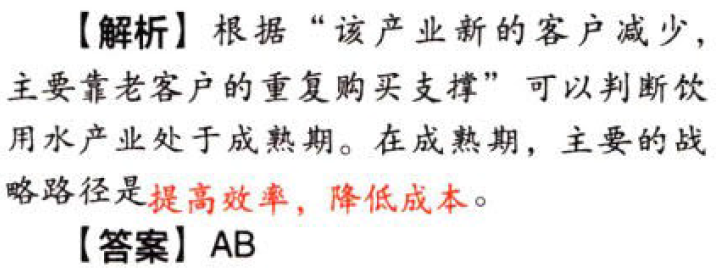 【解析】根据“该产业新的客户减少，
主要靠老客户的重复购买支撑”可以判断饮
用水产业处于成熟期。在成熟期，主要的战
略路径是提高效率，降低成本。
【答案】AB